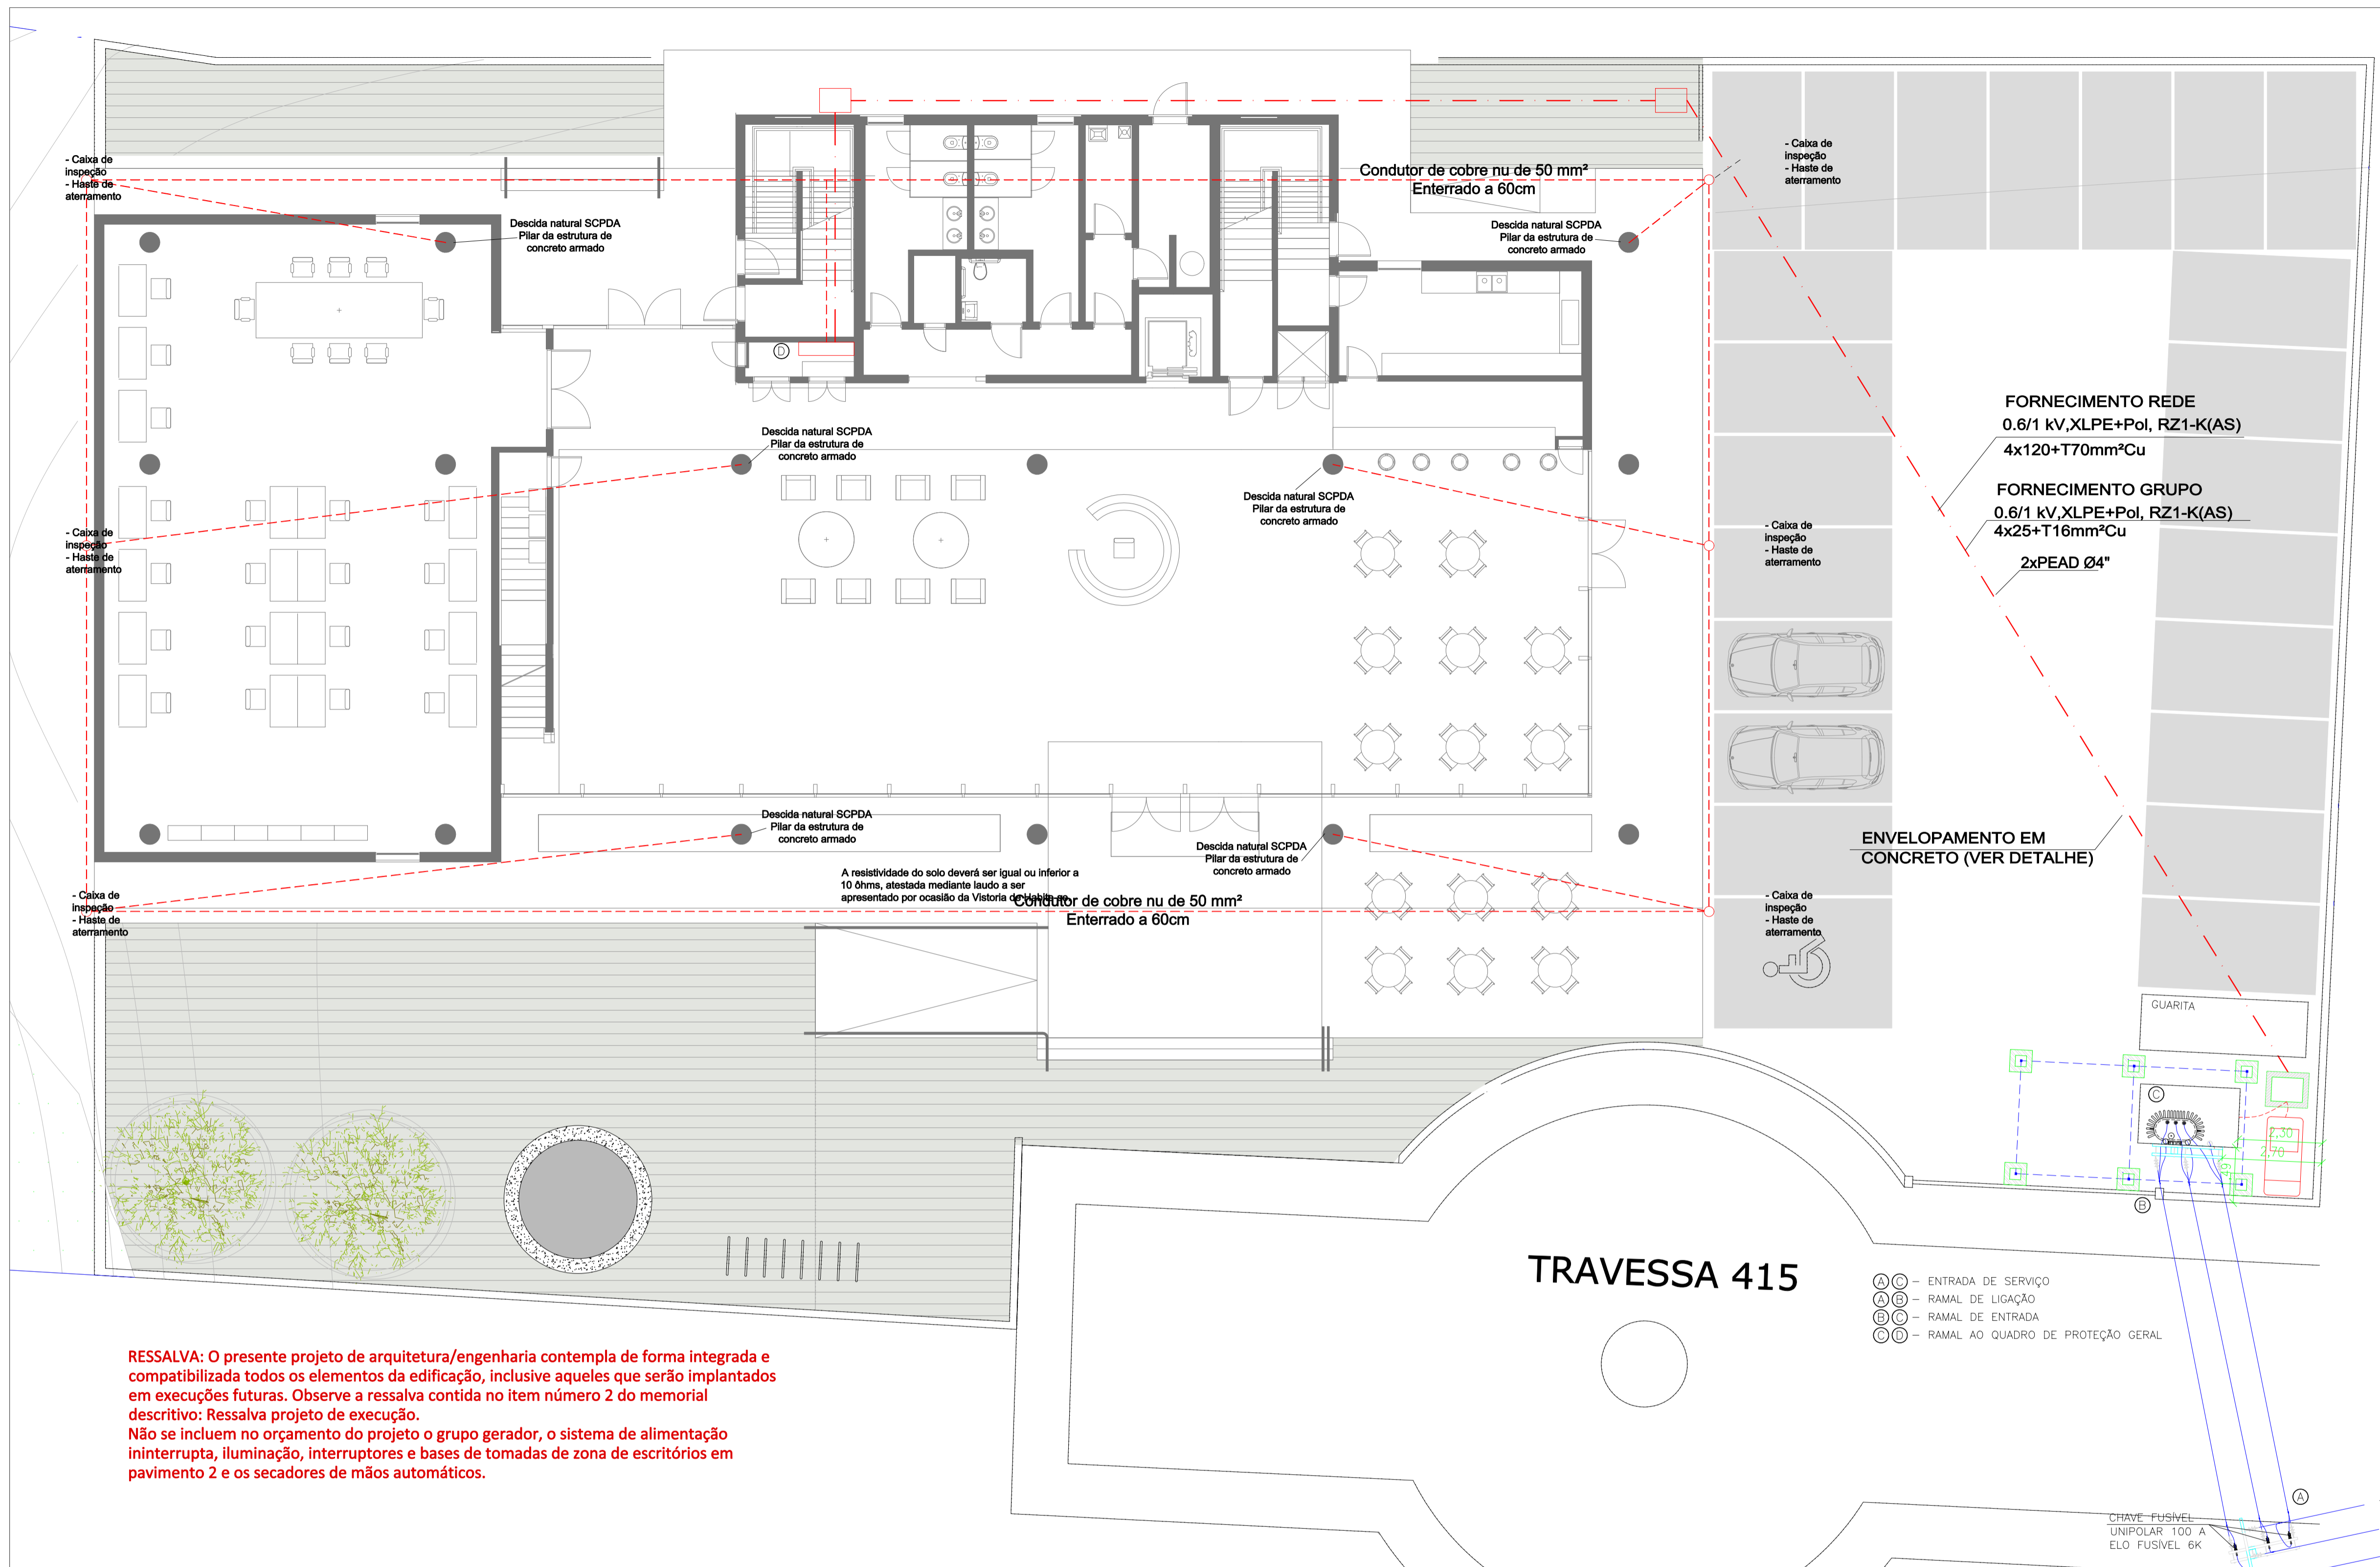 - Caixa de
inspeção
- Haste de
aterramento
Descida natural SCPDA
Pilar da estrutura de
concreto armado
Condutor de cobre nu de 50 mm²
Enterrado a 60cm
Descida natural SCPDA
Pilar da estrutura de
concreto armado
- Caixa de
inspeção
- Haste de
aterramento
D
Descida natural SCPDA
Pilar da estrutura de
concreto armado
Descida natural SCPDA
Pilar da estrutura de
concreto armado
- Caixa de
inspeção
- Haste de
aterramento
- Caixa de
inspeção
- Haste de
aterramento
FORNECIMENTO REDE
0.6/1 kV,XLPE+Pol, RZ1-K(AS)
4x120+T70mm²Cu
FORNECIMENTO GRUPO
0.6/1 kV,XLPE+Pol, RZ1-K(AS)
4x25+T16mm²Cu
2xPEAD Ø4"
Descida natural SCPDA
Pilar da estrutura de
concreto armado
Descida natural SCPDA
Pilar da estrutura de
concreto armado
ENVELOPAMENTO EM
CONCRETO (VER DETALHE)
A resistividade do solo deverá ser igual ou inferior a
10 ôhms, atestada mediante laudo a ser
apresentado por ocasião da Vistoria de
Condutor de cobre nu de 50 mm²
Enterrado a 60cm
- Caixa de
inspeção
- Haste de
aterramento
- Caixa de
inspeção
- Haste de
aterramento
GUARITA
C
2,30
2,70
B
TRAVESSA 415
A C - ENTRADA DE SERVIÇO
A B - RAMAL DE LIGAÇÃO
B C - RAMAL DE ENTRADA
C D - RAMAL AO QUADRO DE PROTEÇÃO GERAL
RESSALVA: O presente projeto de arquitetura/engenharia contempla de forma integrada e
compatibilizada todos os elementos da edificação, inclusive aqueles que serão implantados
em execuções futuras. Observe a ressalva contida no item número 2 do memorial
descritivo: Ressalva projeto de execução.
Não se incluem no orçamento do projeto o grupo gerador, o sistema de alimentação
ininterrupta, iluminação, interruptores e bases de tomadas de zona de escritórios em
pavimento 2 e os secadores de mãos automáticos.
A
CHAVE FUSÍVEL
UNIPOLAR 100 A
ELO FUSÍVEL 6K